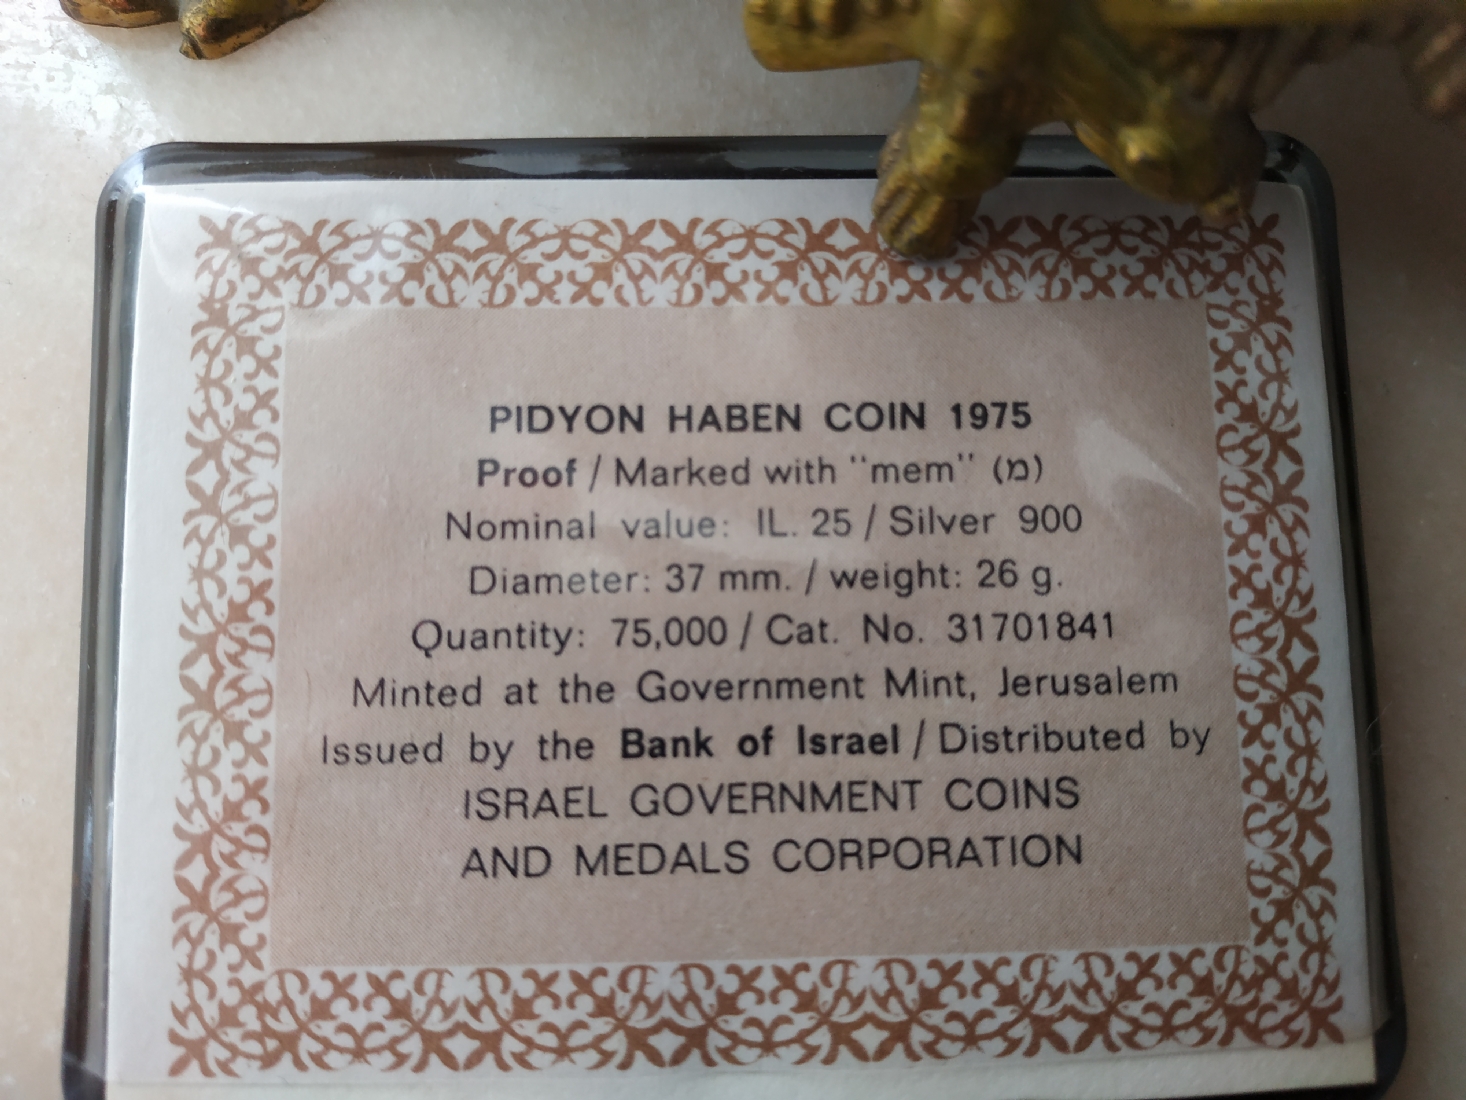 PIDYON HABEN COIN 1975
Proof / Marked with "mem" (מ)
Nominal value: IL. 25 / Silver 900
Diameter: 37 mm. / weight: 26 g.
Quantity: 75,000 / Cat. No. 31701841
Minted at the Government Mint, Jerusalem
Issued by the Bank of Israel / Distributed by
ISRAEL GOVERNMENT COINS
AND MEDALS CORPORATION